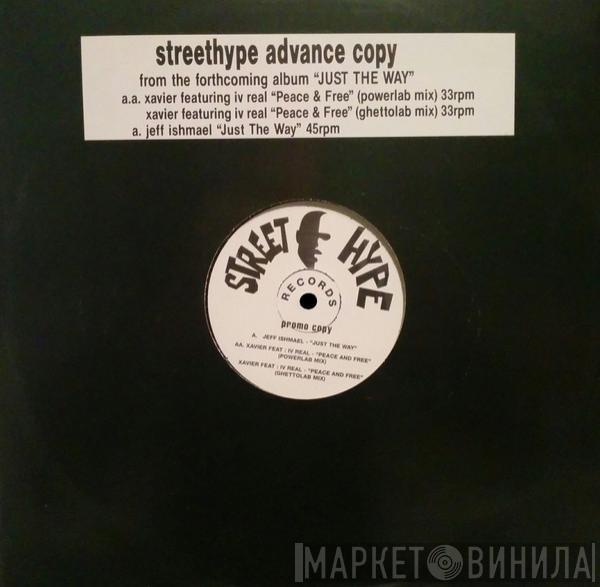 streethype advance copy
from the forthcoming album “JUST THE WAY”
a.a. xavier featuring iv real “Peace & Free” (powerlab mix) 33rpm
xavier featuring iv real “Peace & Free” (ghettolab mix) 33rpm
a. jeff ishmael “Just The Way” 45rpm
STREET HYPE
RECORDS
promo copy
A. JEFF ISHMAEL - "JUST THE WAY"
AA. XAVIER FEAT : IV REAL - "PEACE AND FREE"
(POWERLAB MIX)
XAVIER FEAT : IV REAL - "PEACE AND FREE"
(GHETTOLAB MIX)
МАРКЕТ ВИНИЛА